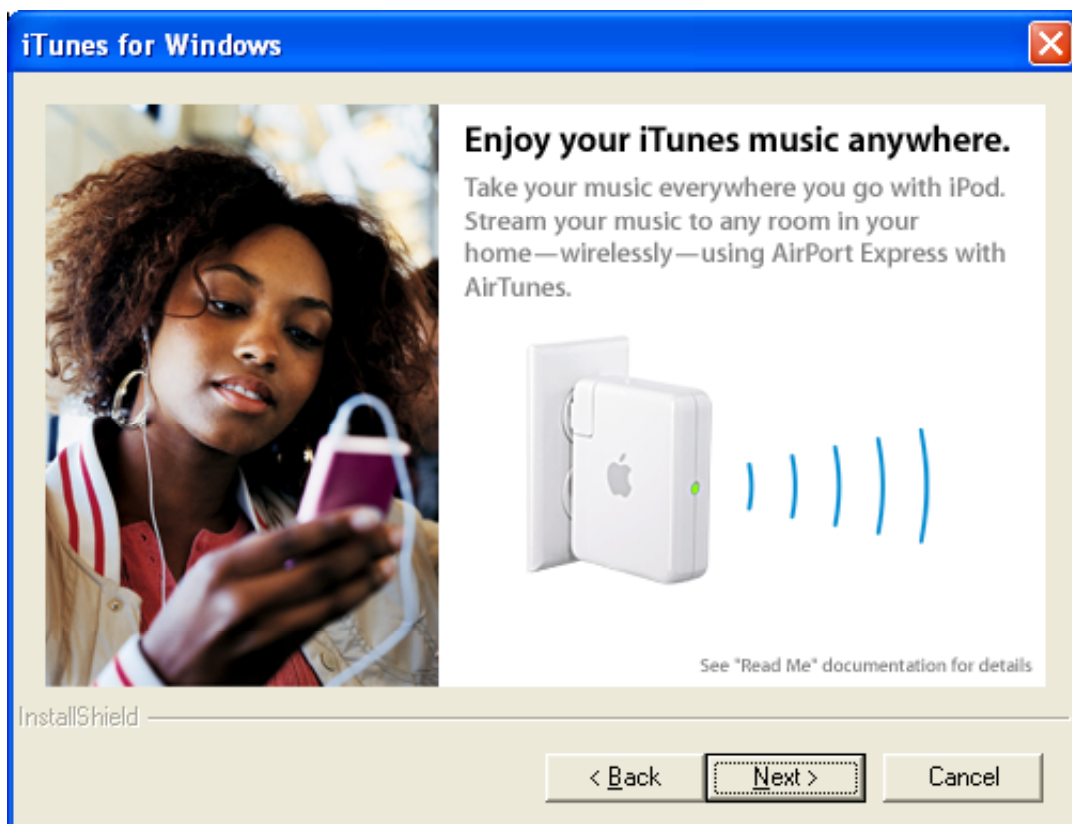 iTunes for Windows
Enjoy your iTunes music anywhere.
Take your music everywhere you go with iPod.
Stream your music to any room in your
home—wirelessly—using AirPort Express with
AirTunes.
See "Read Me" documentation for details
InstallShield
< Back Next > Cancel